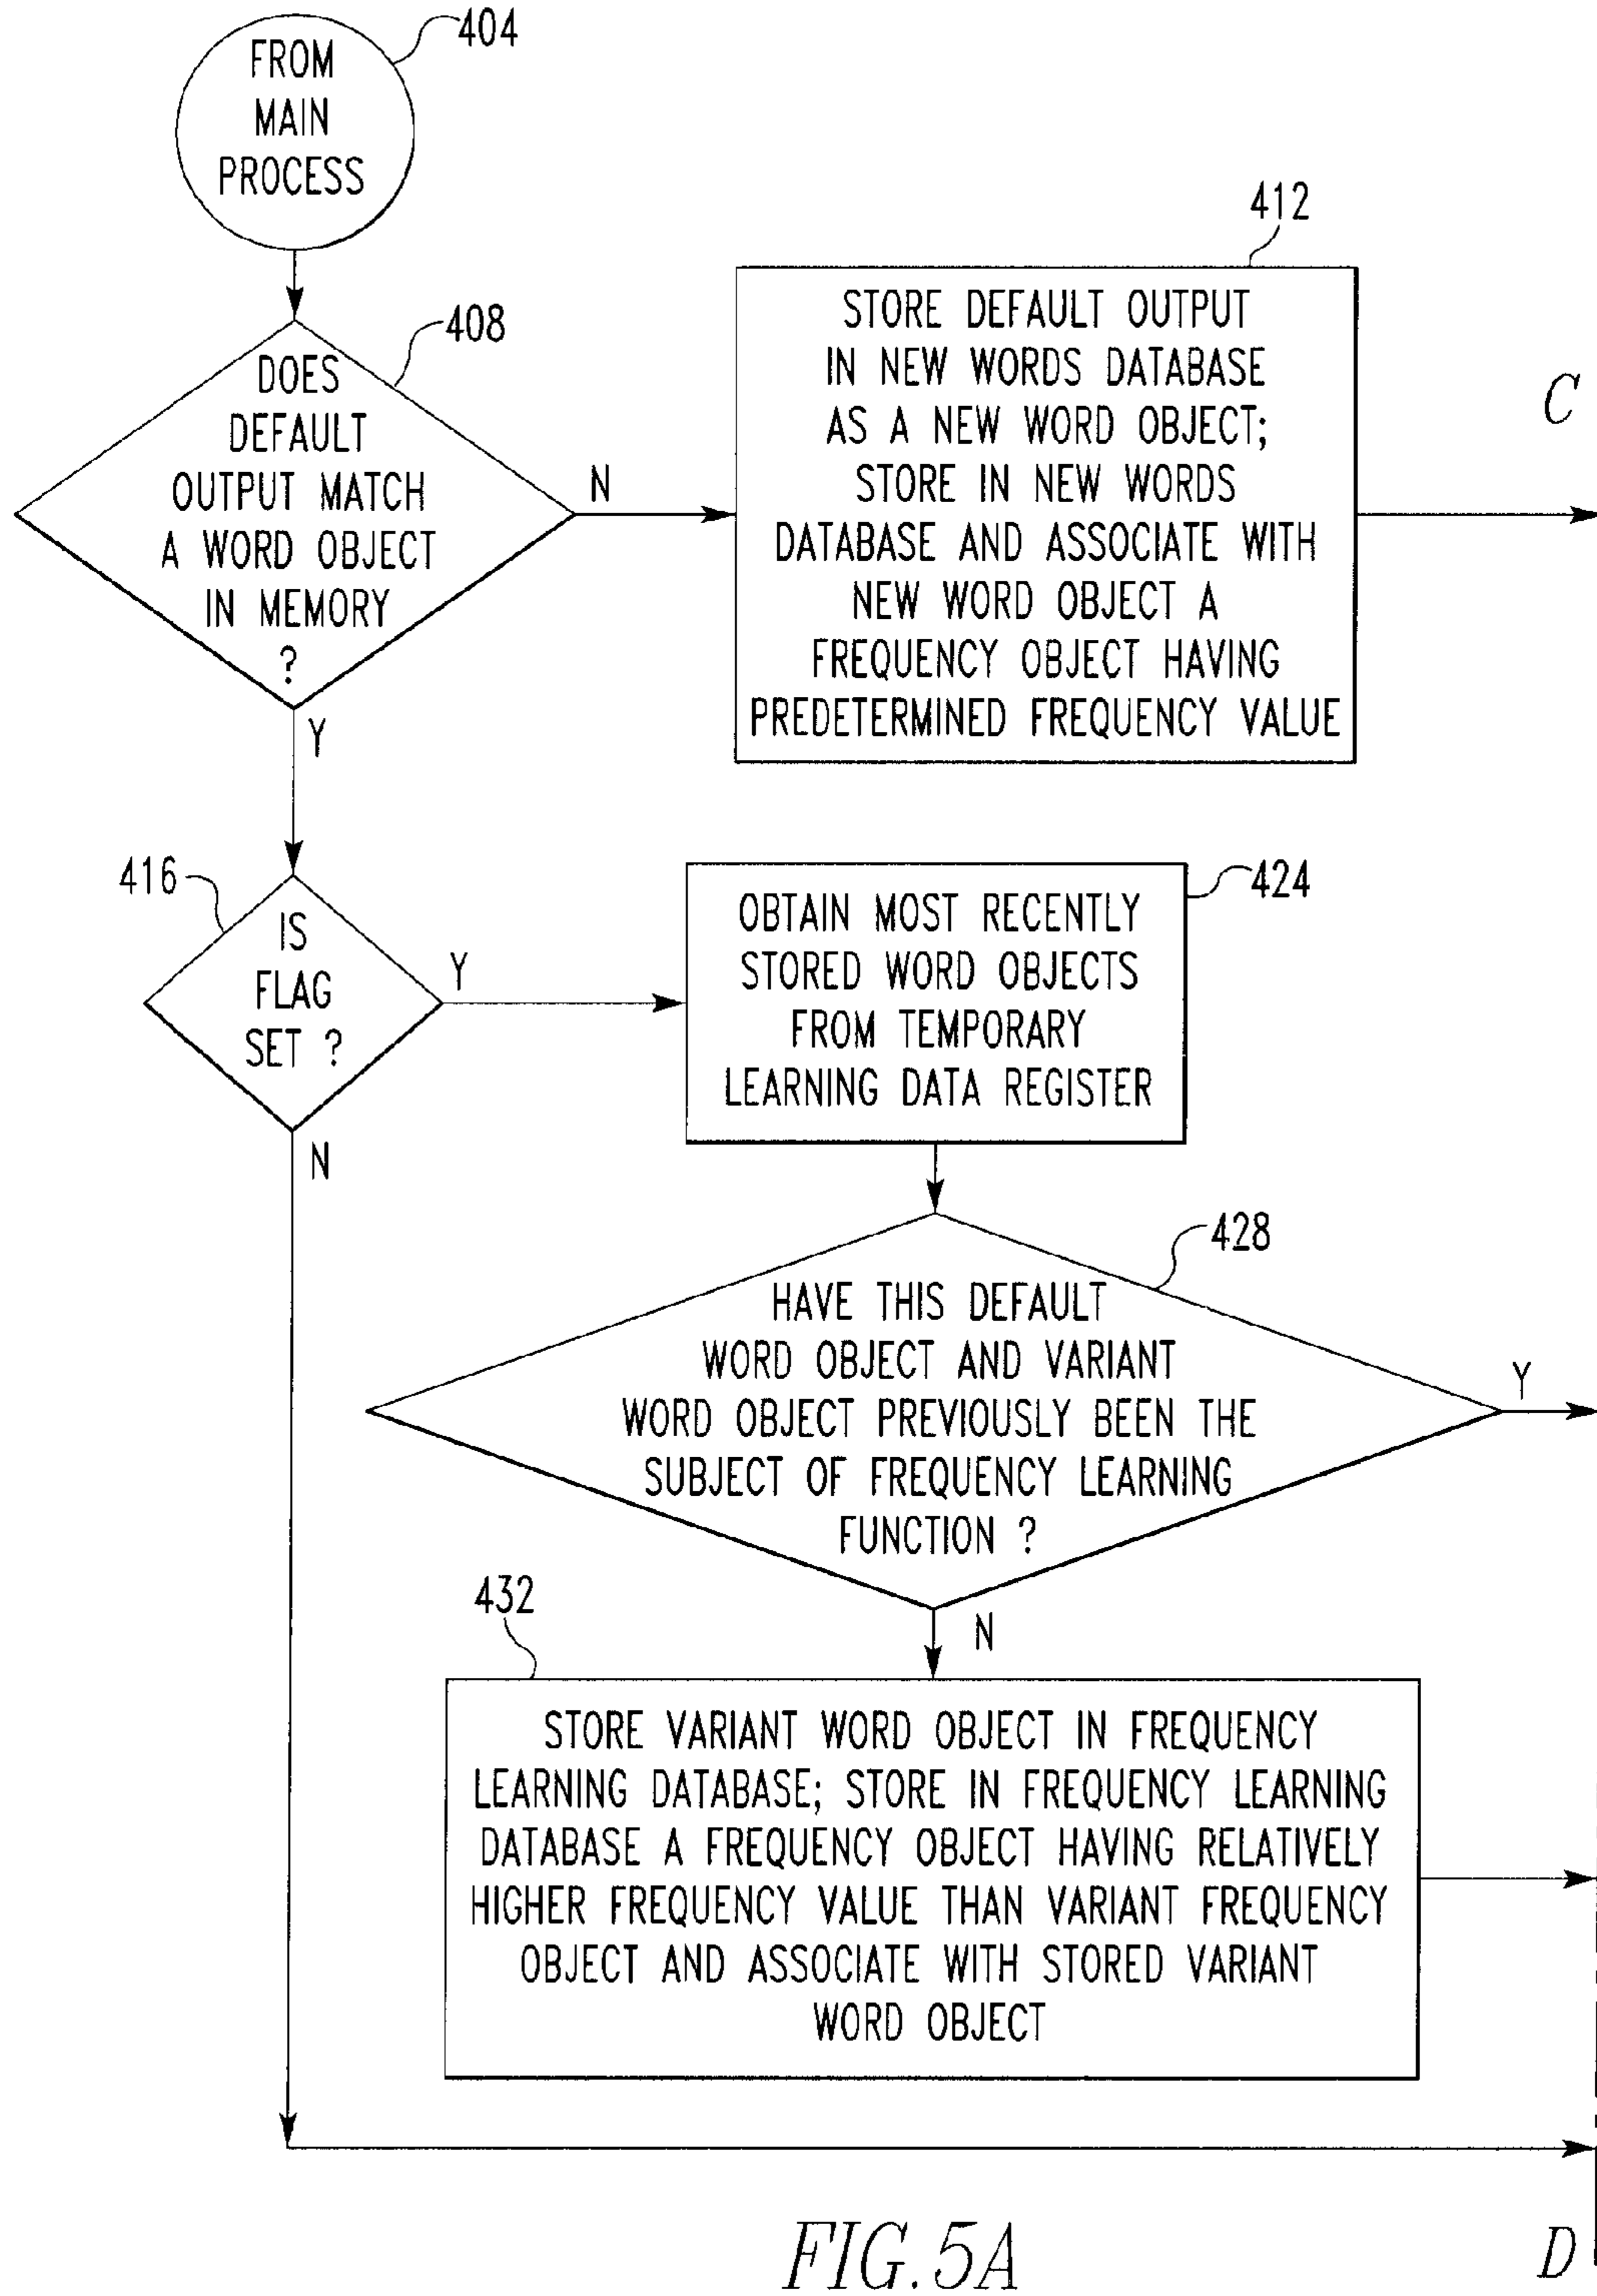 404
FROM
MAIN
PROCESS
408
DOES
DEFAULT
OUTPUT MATCH
A WORD OBJECT
IN MEMORY
?
N
Y
412
STORE DEFAULT OUTPUT
IN NEW WORDS DATABASE
AS A NEW WORD OBJECT;
STORE IN NEW WORDS
DATABASE AND ASSOCIATE WITH
NEW WORD OBJECT A
FREQUENCY OBJECT HAVING
PREDETERMINED FREQUENCY VALUE
C
416
IS
FLAG
SET ?
Y
N
424
OBTAIN MOST RECENTLY
STORED WORD OBJECTS
FROM TEMPORARY
LEARNING DATA REGISTER
428
HAVE THIS DEFAULT
WORD OBJECT AND VARIANT
WORD OBJECT PREVIOUSLY BEEN THE
SUBJECT OF FREQUENCY LEARNING
FUNCTION ?
Y
N
432
STORE VARIANT WORD OBJECT IN FREQUENCY
LEARNING DATABASE; STORE IN FREQUENCY LEARNING
DATABASE A FREQUENCY OBJECT HAVING RELATIVELY
HIGHER FREQUENCY VALUE THAN VARIANT FREQUENCY
OBJECT AND ASSOCIATE WITH STORED VARIANT
WORD OBJECT
FIG.5A
D